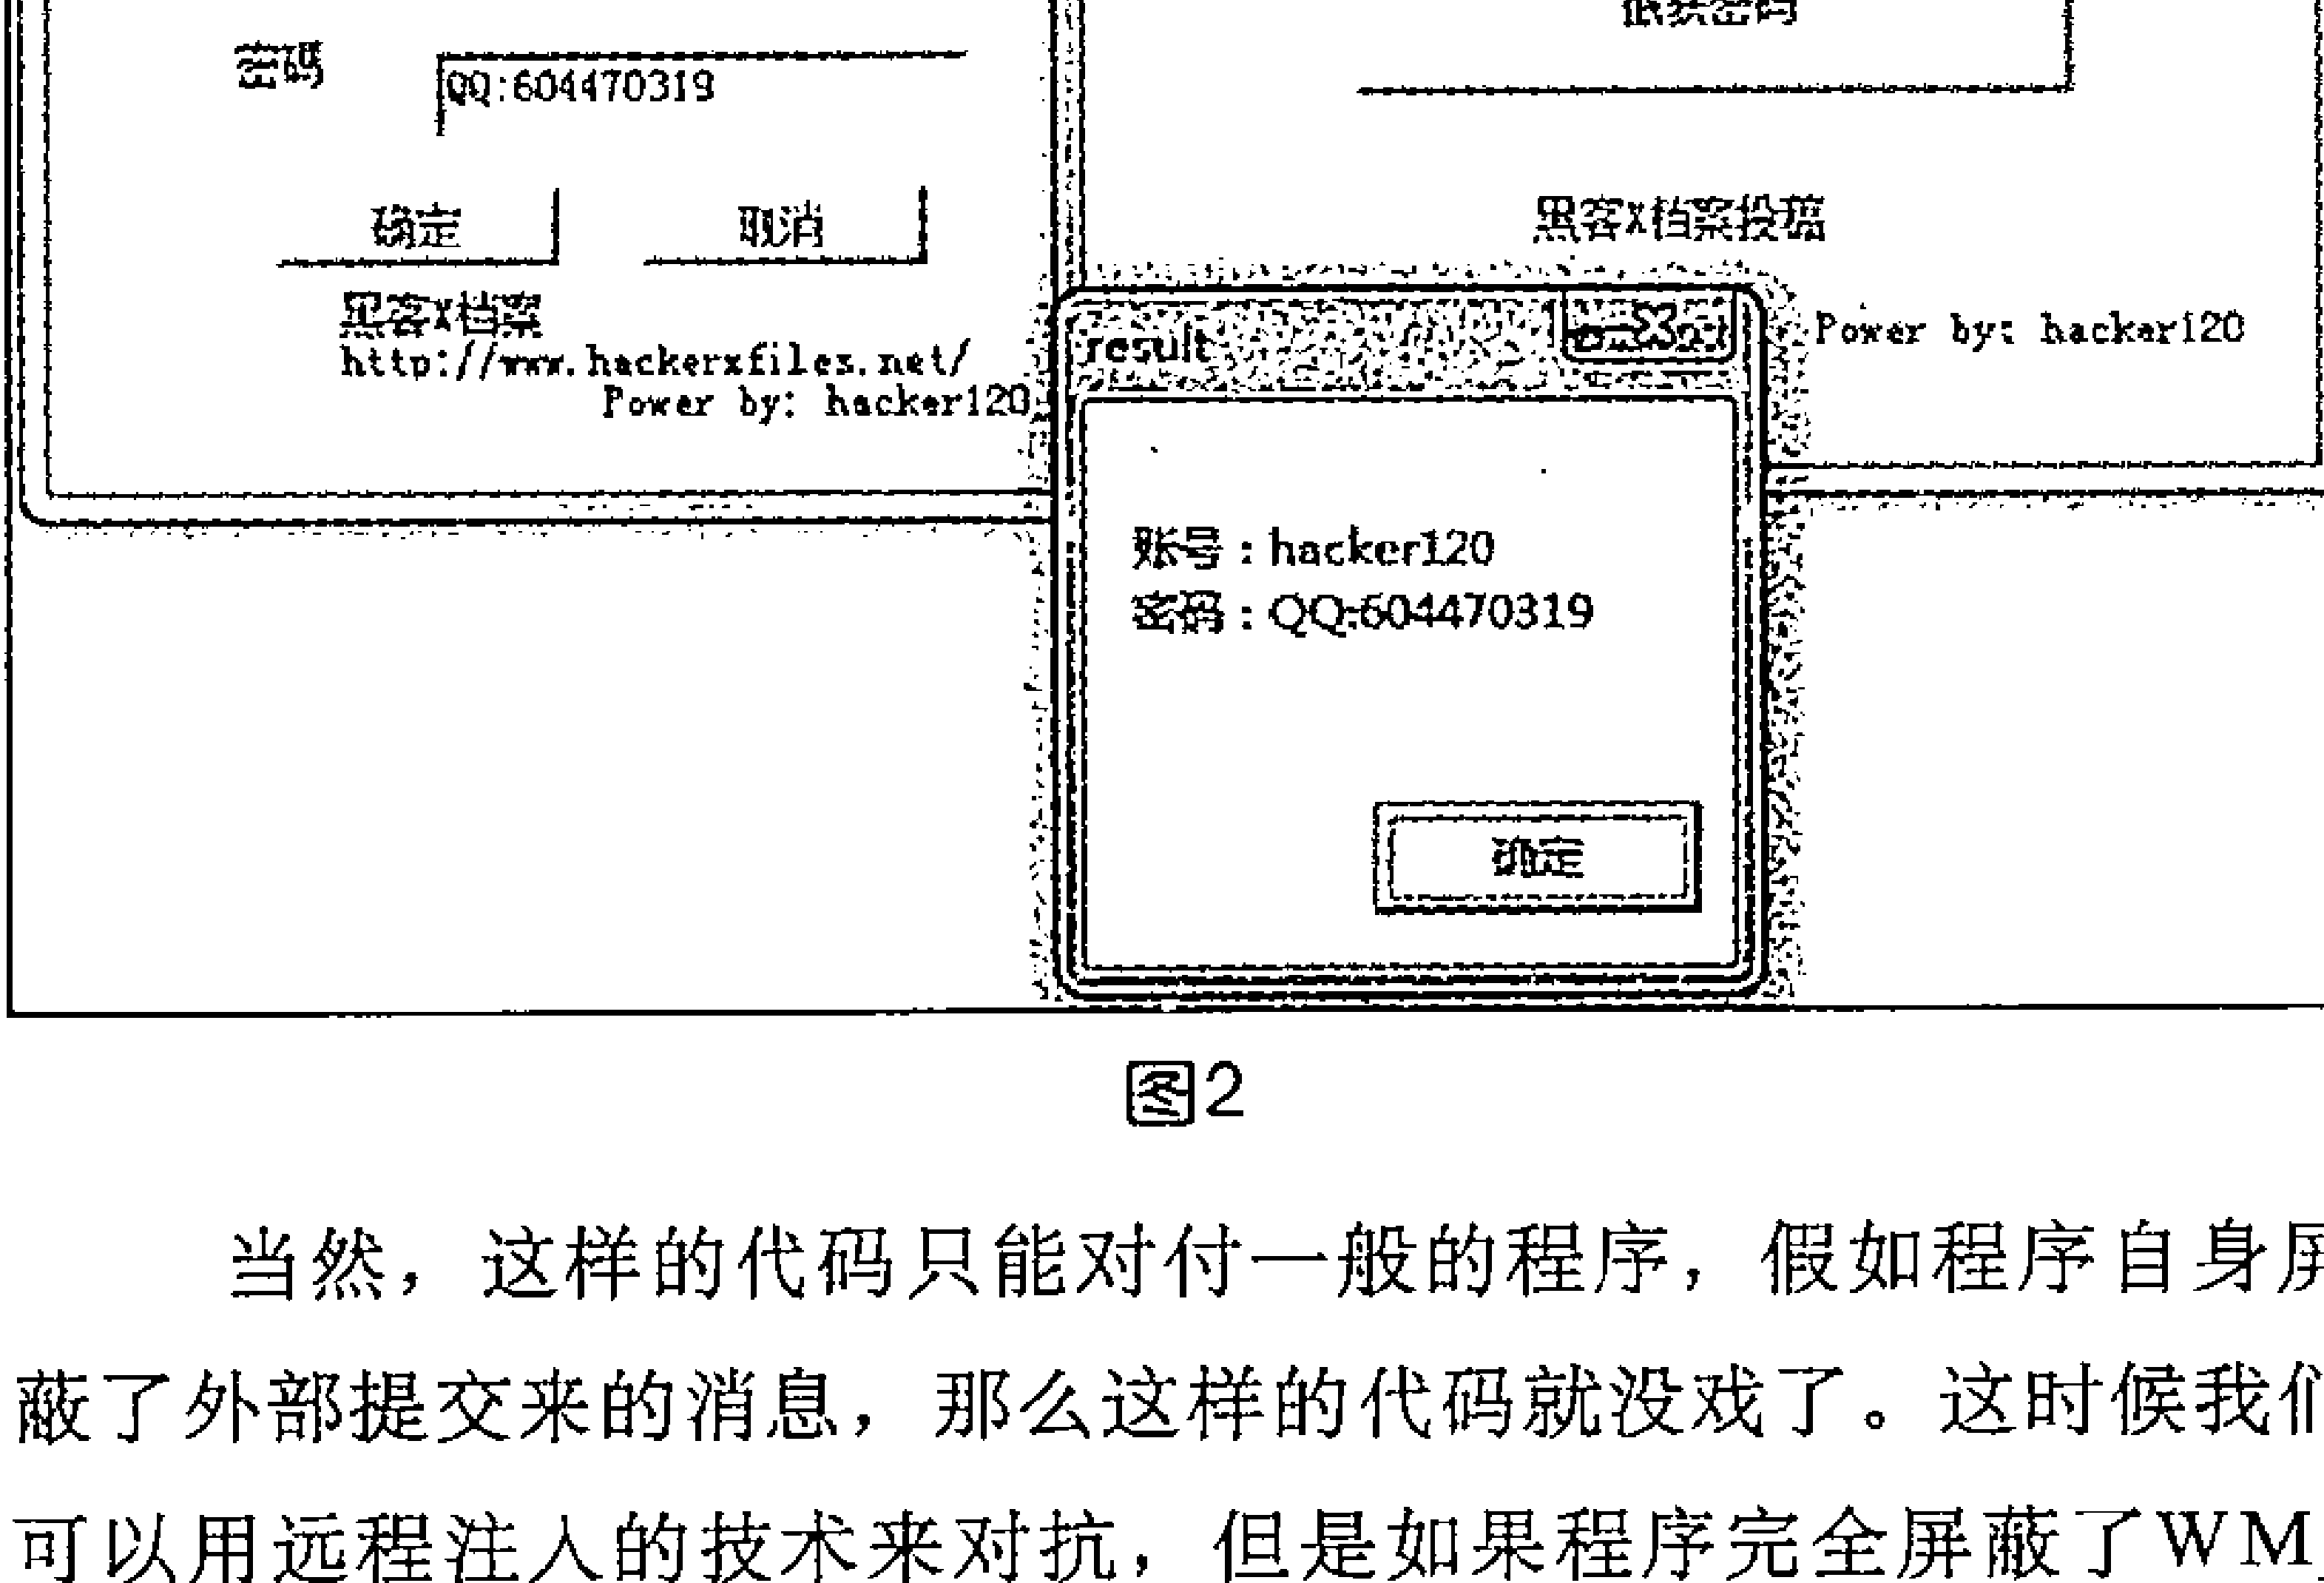 密码
QQ:604470319
确定 取消
黑客X档案
http://www.hackerxfiles.net/
Power by: hacker120
密码
黑客X档案投稿
Power by: hacker120
result
账号：hacker120
密码：QQ:604470319
确定
图2
当然，这样的代码只能对付一般的程序，假如程序自身屏
蔽了外部提交来的消息，那么这样的代码就没戏了。这时候我们
可以用远程注人的技术来对抗，但是如果程序完全屏蔽了WM